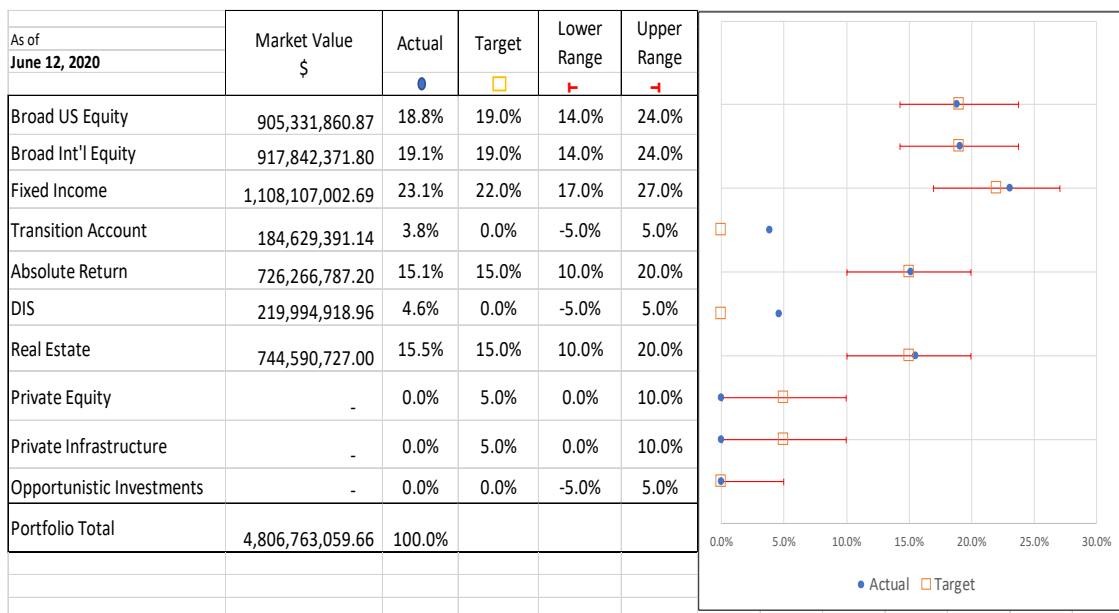 As of
June 12, 2020
Market Value $
Actual
Target
Lower Range
Upper Range
Broad US Equity 905,331,860.87 18.8% 19.0% 14.0% 24.0%
Broad Int'l Equity 917,842,371.80 19.1% 19.0% 14.0% 24.0%
Fixed Income 1,108,107,002.69 23.1% 22.0% 17.0% 27.0%
Transition Account 184,629,391.14 3.8% 0.0% -5.0% 5.0%
Absolute Return 726,266,787.20 15.1% 15.0% 10.0% 20.0%
DIS 219,994,918.96 4.6% 0.0% -5.0% 5.0%
Real Estate 744,590,727.00 15.5% 15.0% 10.0% 20.0%
Private Equity - 0.0% 5.0% 0.0% 10.0%
Private Infrastructure - 0.0% 5.0% 0.0% 10.0%
Opportunistic Investments - 0.0% 0.0% -5.0% 5.0%
Portfolio Total 4,806,763,059.66 100.0%
0.0% 5.0% 10.0% 15.0% 20.0% 25.0% 30.0%
Actual Target